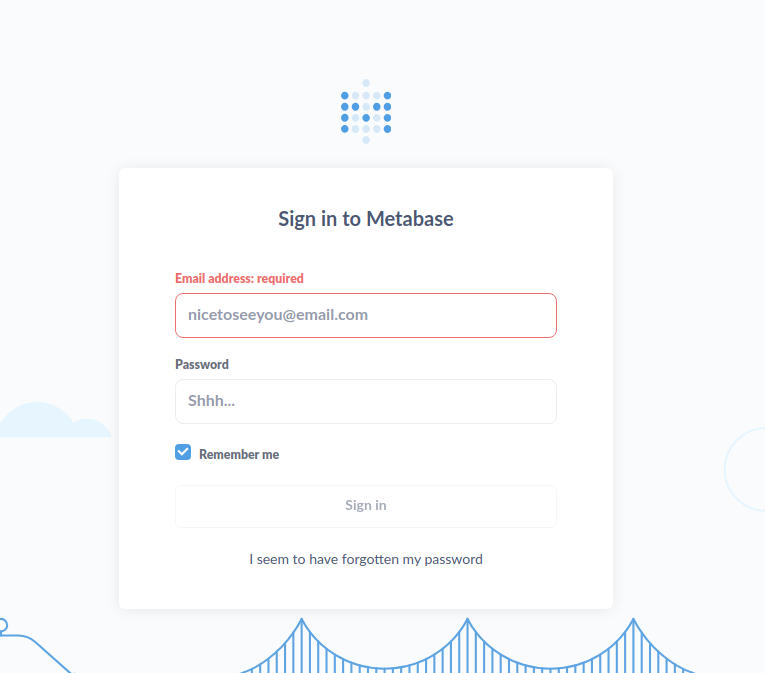 Sign in to Metabase
Email address: required
nicetoseeyou@email.com
Password
Shhh...
Remember me
Sign in
I seem to have forgotten my password